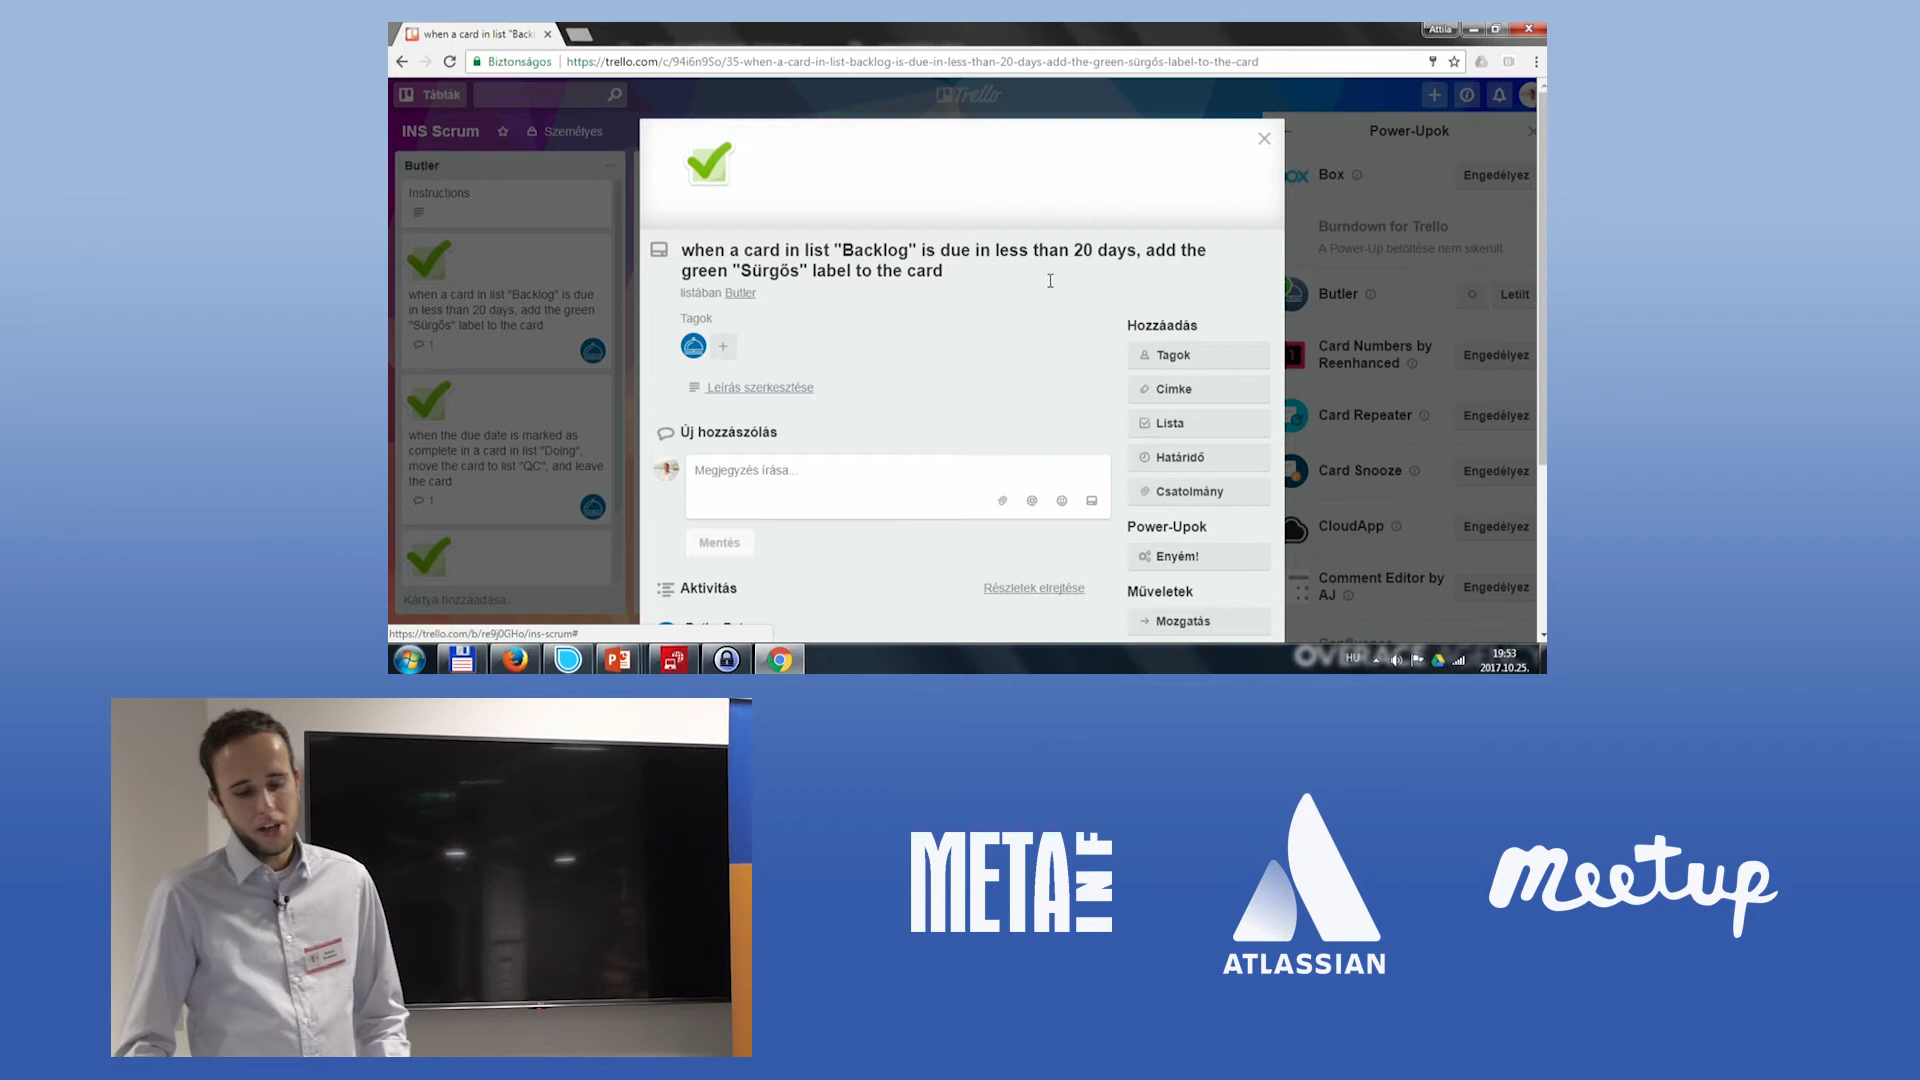 when a card in list "Backl
Attila
Biztonságos
https://trello.com/c/94i6n9So/35-when-a-card-in-list-backlog-is-due-in-less-than-20-days-add-the-green-sürgős-label-to-the-card
Táblák
Trello
INS Scrum
Személyes
Power-Upok
Butler
Instructions
when a card in list "Backlog" is due
in less than 20 days, add the green
"Sürgős" label to the card
1
when the due date is marked as
complete in a card in list "Doing",
move the card to list "QC", and leave
the card
1
Kártya hozzáadása.
https://trello.com/b/re9j0GHo/ins-scrum#
when a card in list "Backlog" is due in less than 20 days, add the
green "Sürgős" label to the card
listában Butler
Tagok
Leírás szerkesztése
Új hozzászólás
Megjegyzés írása...
Mentés
Aktivitás
Részletek elrejtése
Hozzáadás
Tagok
Címke
Lista
Határidő
Csatolmány
Power-Upok
Enyém!
Műveletek
Mozgatás
Box
Engedélyez
Burndown for Trello
A Power-Up betöltése nem sikerült
Butler
Letilt
Card Numbers by
Reenhanced
Engedélyez
Card Repeater
Engedélyez
Card Snooze
Engedélyez
CloudApp
Engedélyez
Comment Editor by
AJ
Engedélyez
HU
19:53
2017.10.25.
META
INF
ATLASSIAN
meetup